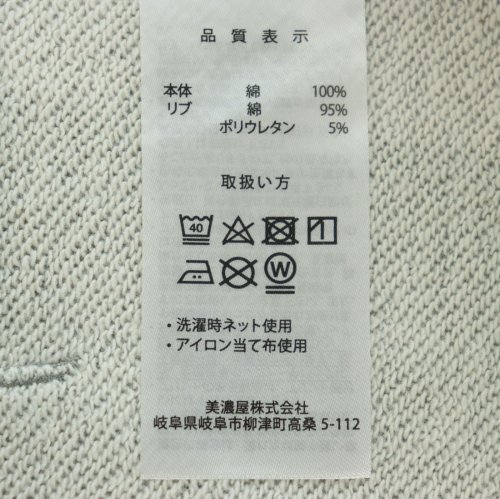 品質表示
本体 綿 100%
リブ 綿 95%
ポリウレタン 5%
取扱い方
40
W
・洗濯時ネット使用
・アイロン当て布使用
美濃屋株式会社
岐阜県岐阜市柳津町高桑 5-112